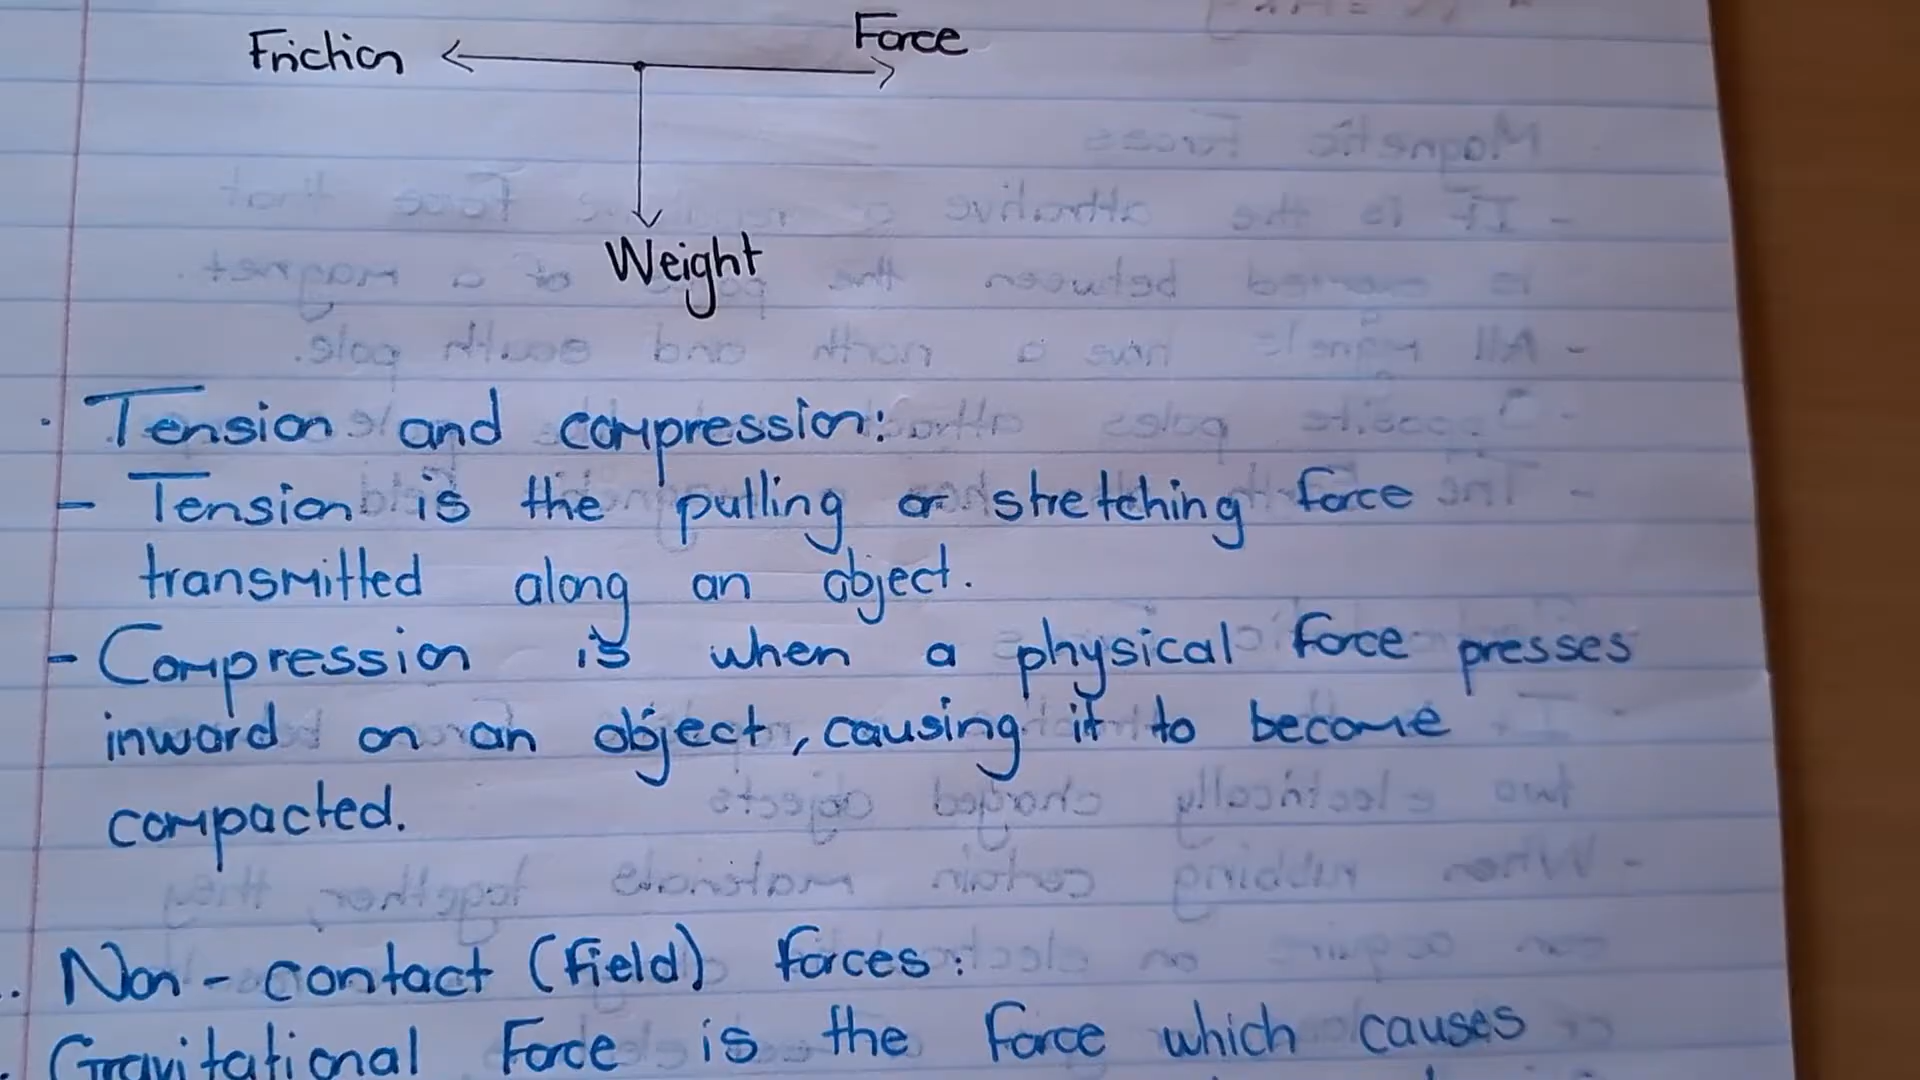 Friction
Force
Weight
Tension and compression:
- Tension is the pulling or stretching force
transmitted along an object.
- Compression is when a physical force presses
inward on an object, causing it to become
compacted.
Non-contact (field) forces:
Gravitational Force is the force which causes